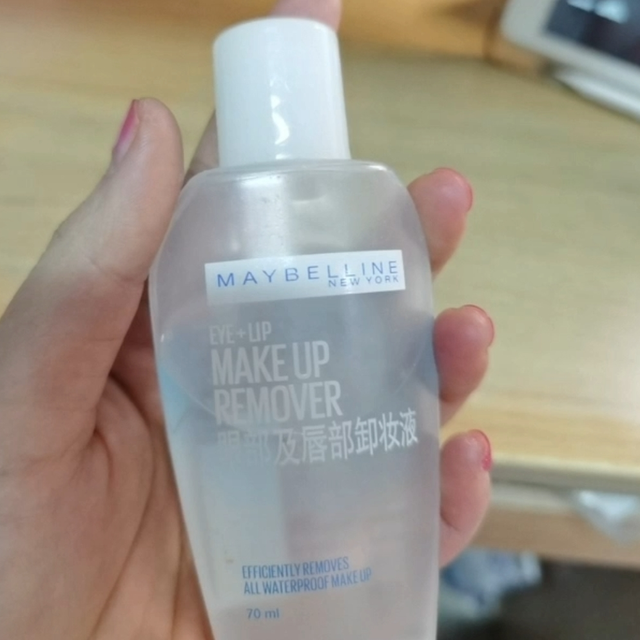 MAYBELLINE
NEW YORK
EYE+LIP
MAKE UP
REMOVER
眼部及唇部卸妆液
EFFICIENTLY REMOVES
ALL WATERPROOF MAKE UP
70 ml